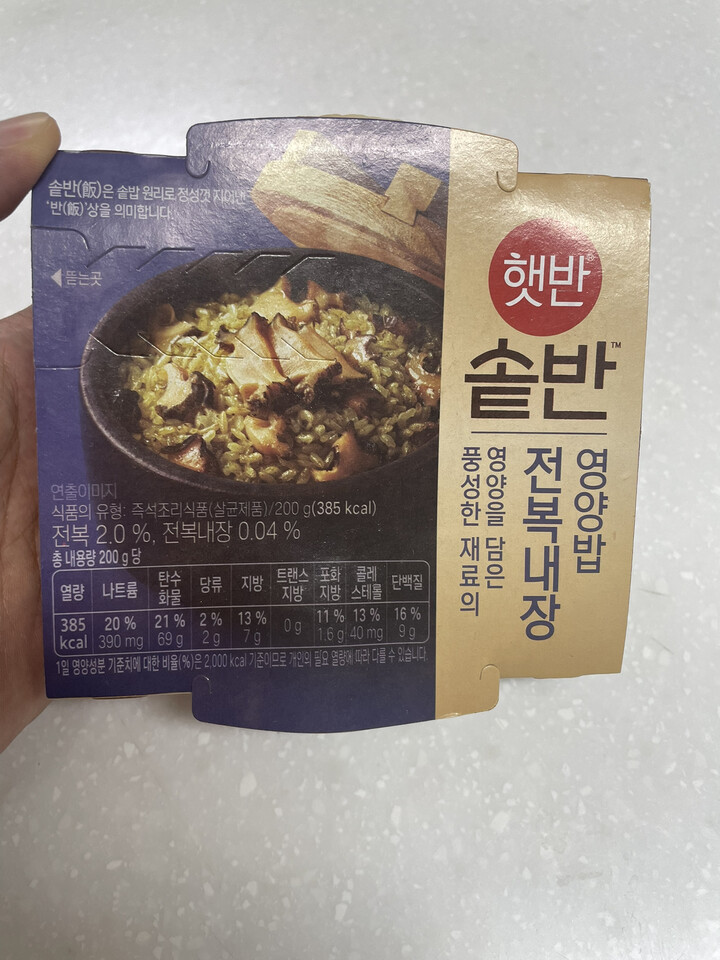 솥반(飯)은 솥밥 원리로 정성껏 지어낸
'반(飯)'상을 의미합니다.
◀뜯는곳
햇반
솥반™
전복내장
영양밥
풍성한 재료의
영양을 담은
연출이미지
식품의 유형: 즉석조리식품(살균제품)/200 g(385 kcal)
전복 2.0 %, 전복내장 0.04 %
총 내용량 200 g 당
열량 나트륨 탄수화물 당류 지방 트랜스지방 포화지방 콜레스테롤 단백질
385 kcal 20 % 21 % 2 % 13 % 0 g 11 % 13 % 16 %
390 mg 69 g 2 g 7 g 1.6 g 40 mg 9 g
1일 영양성분 기준치에 대한 비율(%)은 2,000 kcal 기준이므로 개인의 필요 열량에 따라 다를 수 있습니다.